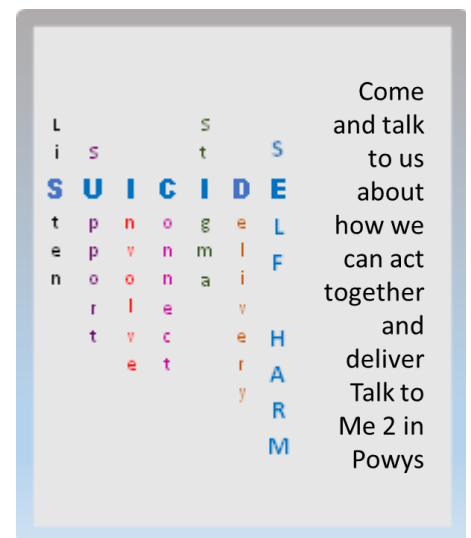 SUICIDE
LiSten
sUpport
Involve
Connect
stIgma
Delivery
SELF HARM
Come
and talk
to us
about
how we
can act
together
and
deliver
Talk to
Me 2 in
Powys